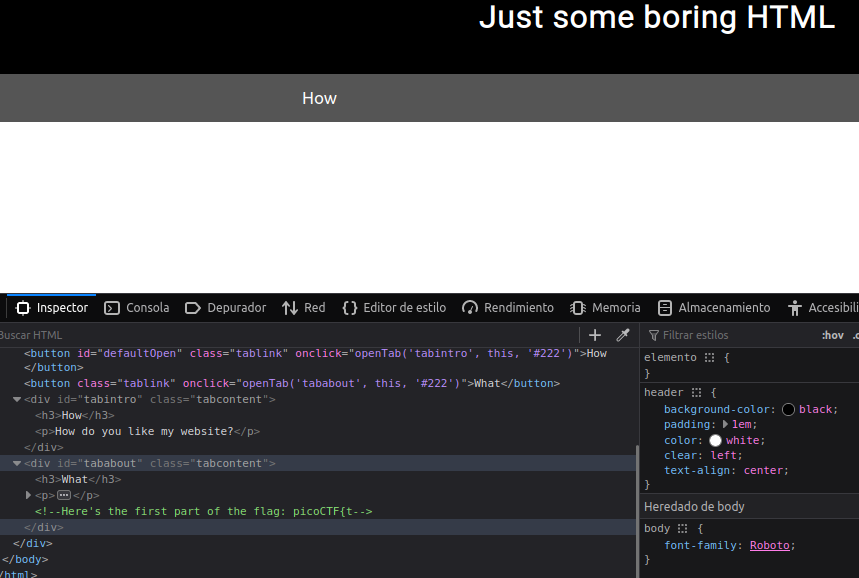 Just some boring HTML
How
Inspector Consola Depurador Red Editor de estilo Rendimiento Memoria Almacenamiento Accesibili
Buscar HTML
Filtrar estilos :hov .c
<button id="defaultOpen" class="tablink" onclick="openTab('tabintro', this, '#222')">How
</button>
<button class="tablink" onclick="openTab('tababout', this, '#222')">What</button>
<div id="tabintro" class="tabcontent">
<h3>How</h3>
<p>How do you like my website?</p>
</div>
<div id="tababout" class="tabcontent">
<h3>What</h3>
<p>…</p>
<!--Here's the first part of the flag: picoCTF{t-->
</div>
</div>
</body>
/html>
elemento {
}
header {
background-color: black;
padding: 1em;
color: white;
clear: left;
text-align: center;
}
Heredado de body
body {
font-family: Roboto;
}